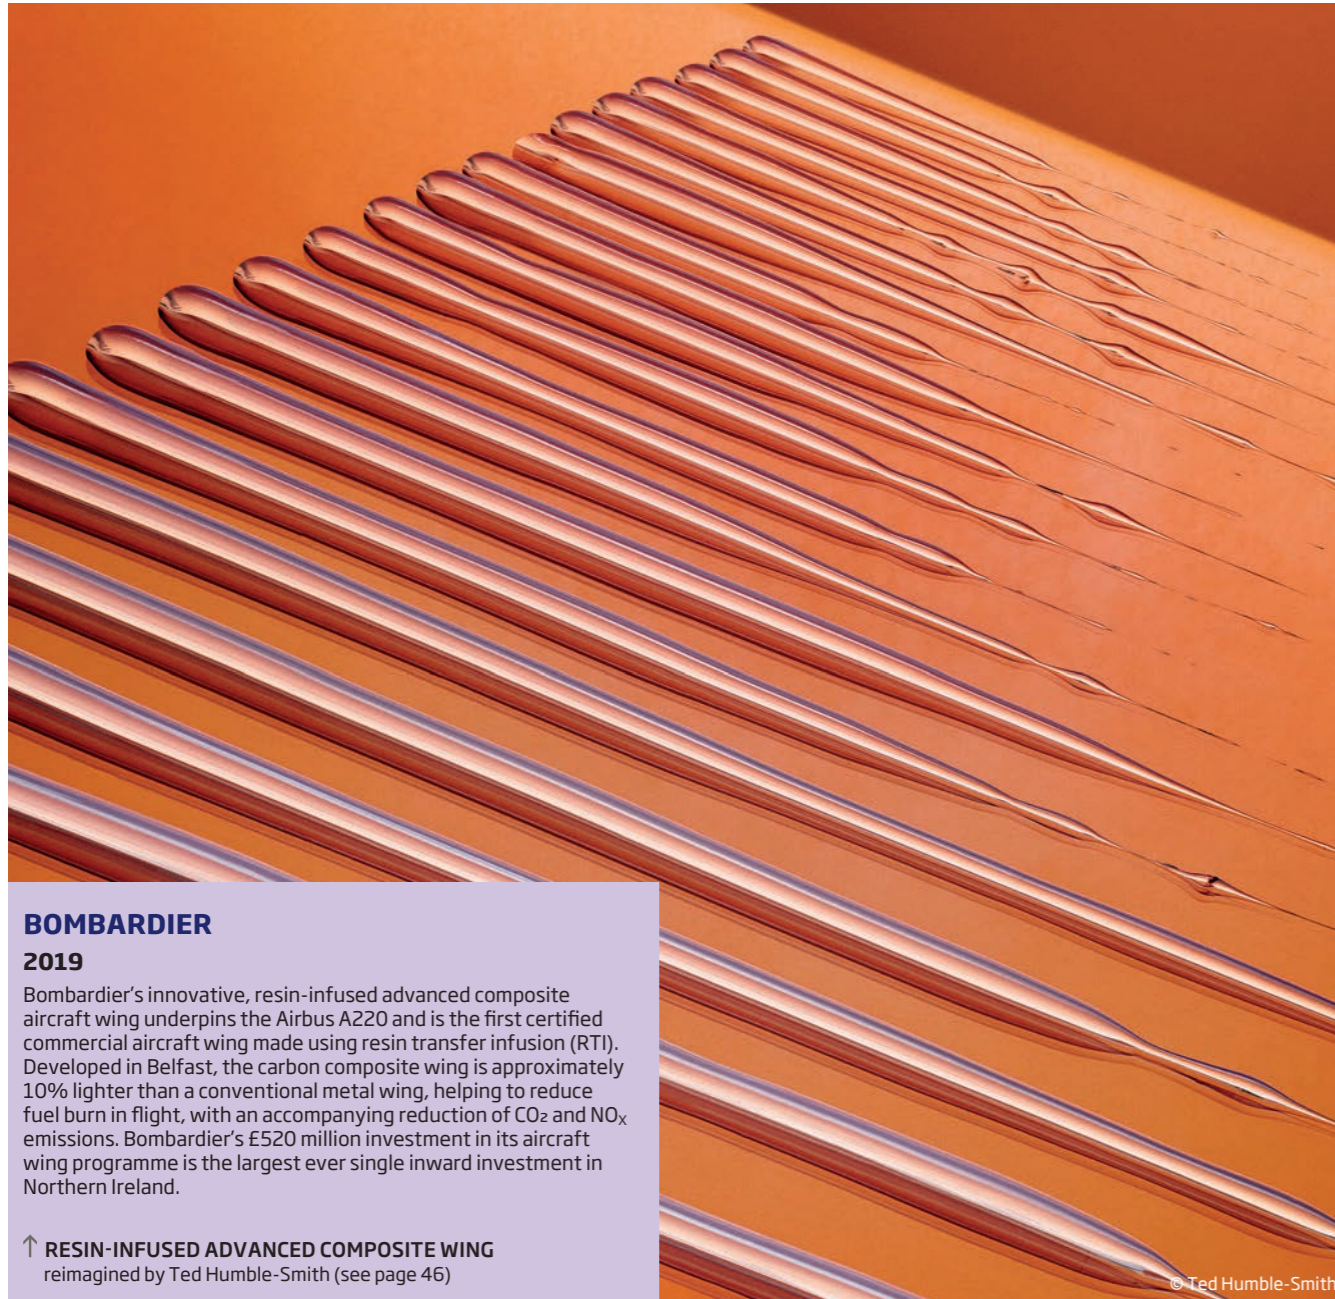 BOMBARDIER
2019
Bombardier’s innovative, resin-infused advanced composite
aircraft wing underpins the Airbus A220 and is the first certified
commercial aircraft wing made using resin transfer infusion (RTI).
Developed in Belfast, the carbon composite wing is approximately
10% lighter than a conventional metal wing, helping to reduce
fuel burn in flight, with an accompanying reduction of CO₂ and NOₓ
emissions. Bombardier’s £520 million investment in its aircraft
wing programme is the largest ever single inward investment in
Northern Ireland.
↑ RESIN-INFUSED ADVANCED COMPOSITE WING
reimagined by Ted Humble-Smith (see page 46)
© Ted Humble-Smith